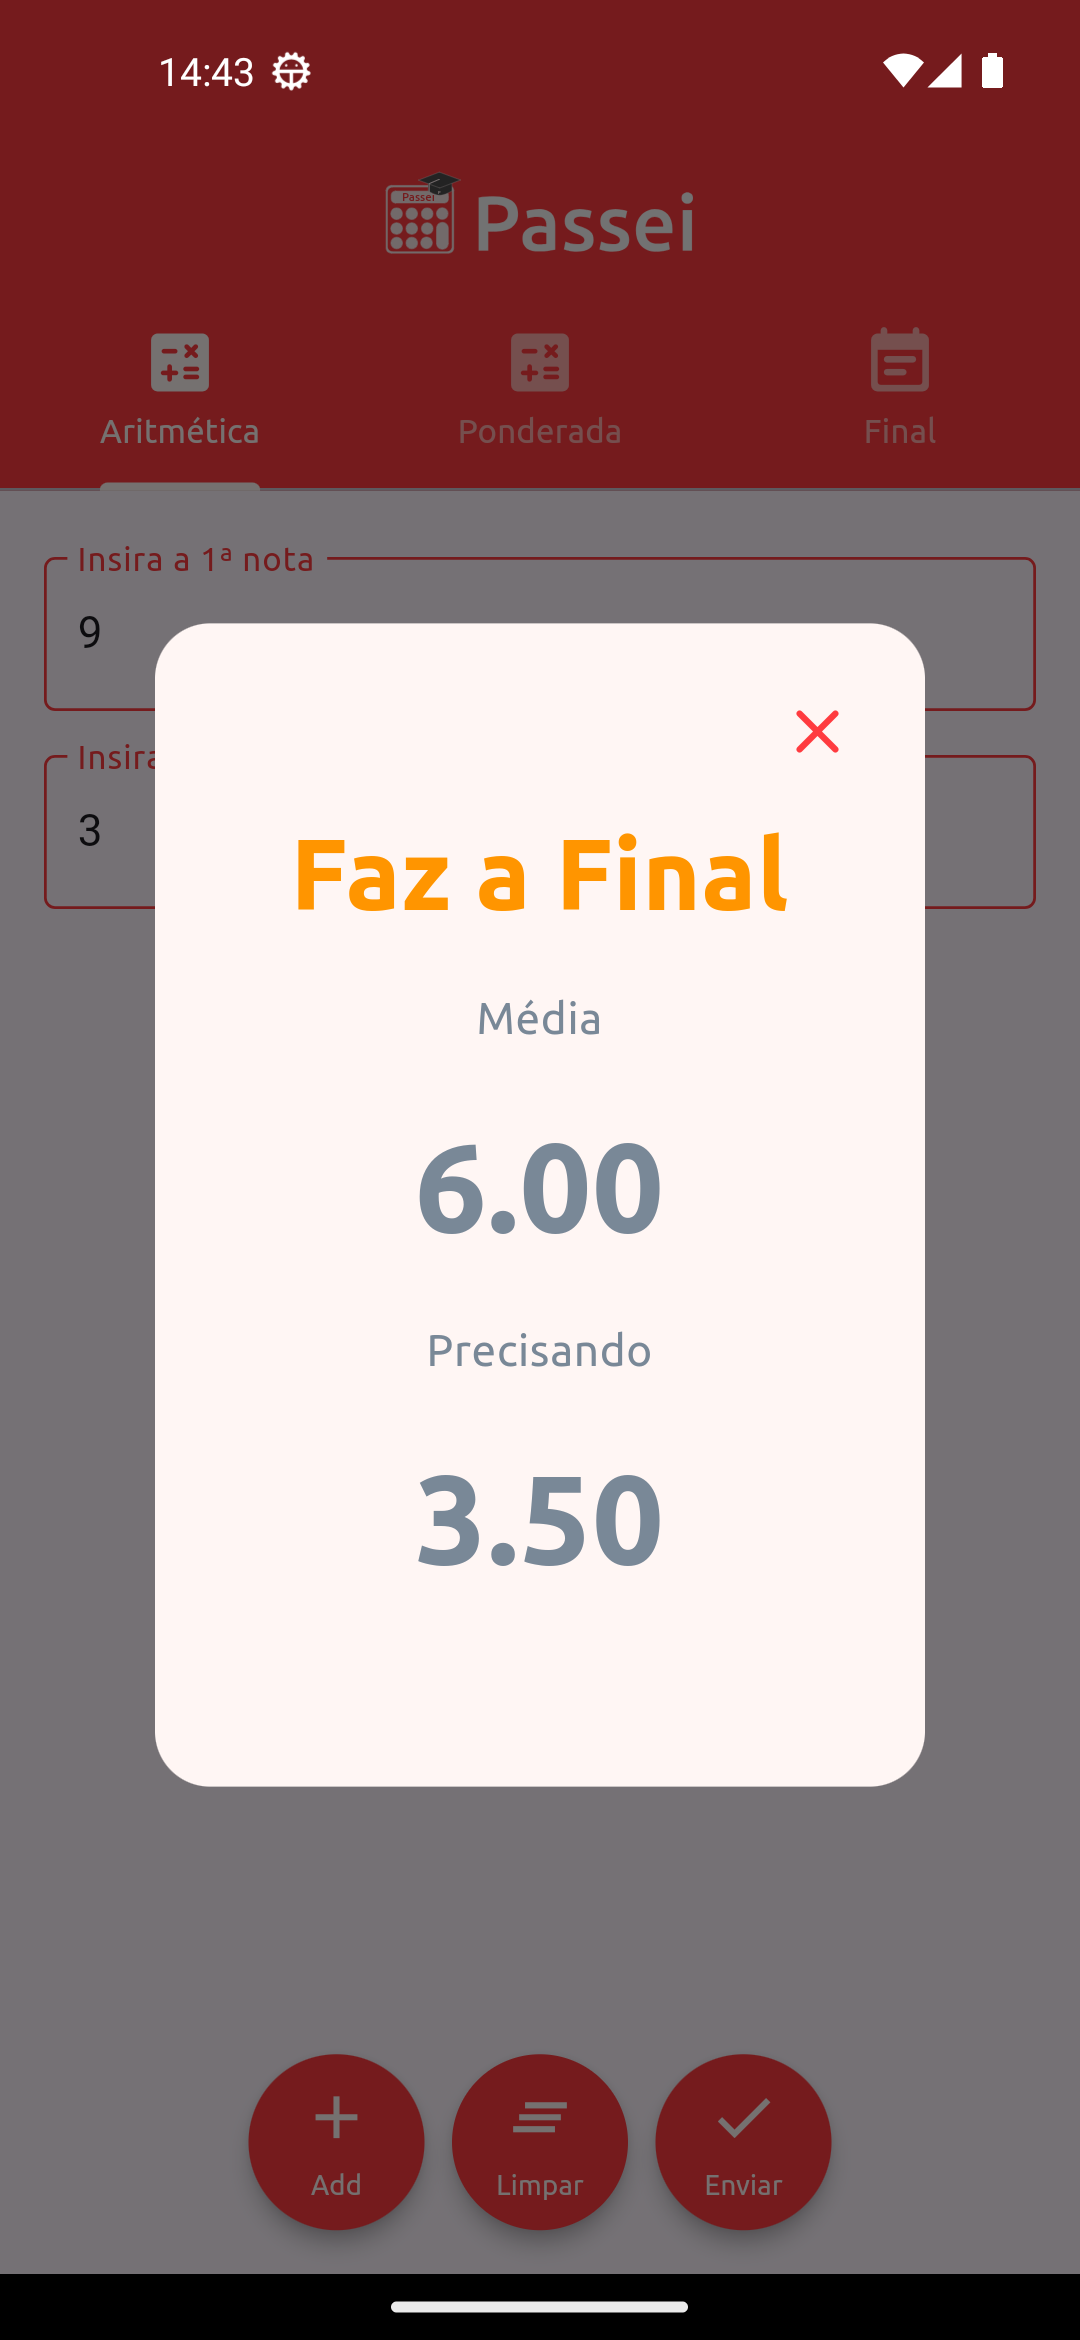 14:43
Passei
Passei
Aritmética
Ponderada
Final
Insira a 1ª nota
9
Insira
3
Faz a Final
Média
6.00
Precisando
3.50
Add
Limpar
Enviar